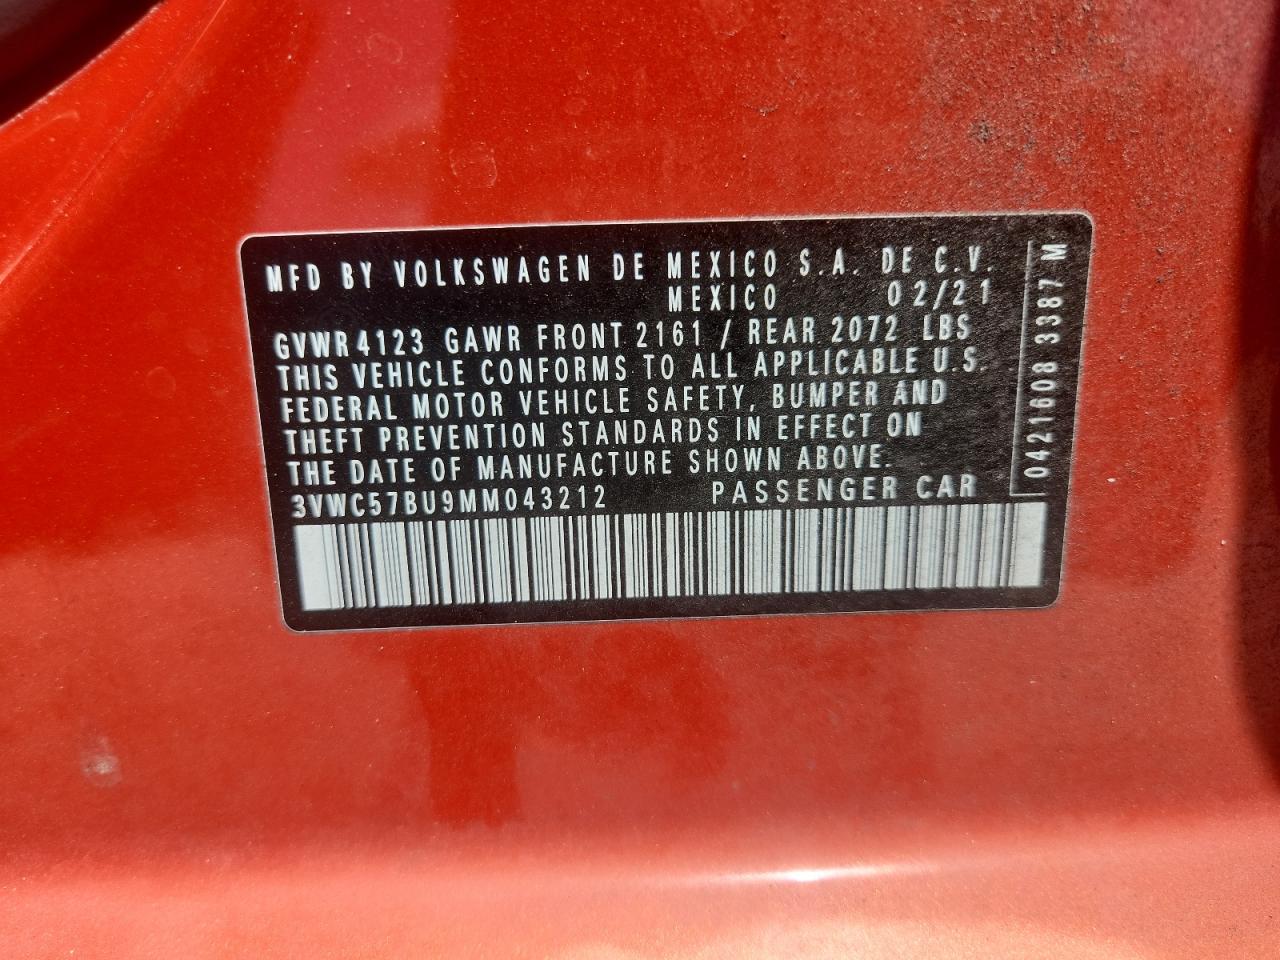 MFD BY VOLKSWAGEN DE MEXICO S.A. DE C.V.
MEXICO 02/21
GVWR 4123 GAWR FRONT 2161 / REAR 2072 LBS
THIS VEHICLE CONFORMS TO ALL APPLICABLE U.S.
FEDERAL MOTOR VEHICLE SAFETY, BUMPER AND
THEFT PREVENTION STANDARDS IN EFFECT ON
THE DATE OF MANUFACTURE SHOWN ABOVE.
3VWC57BU9MM043212 PASSENGER CAR
0421608 3387 M